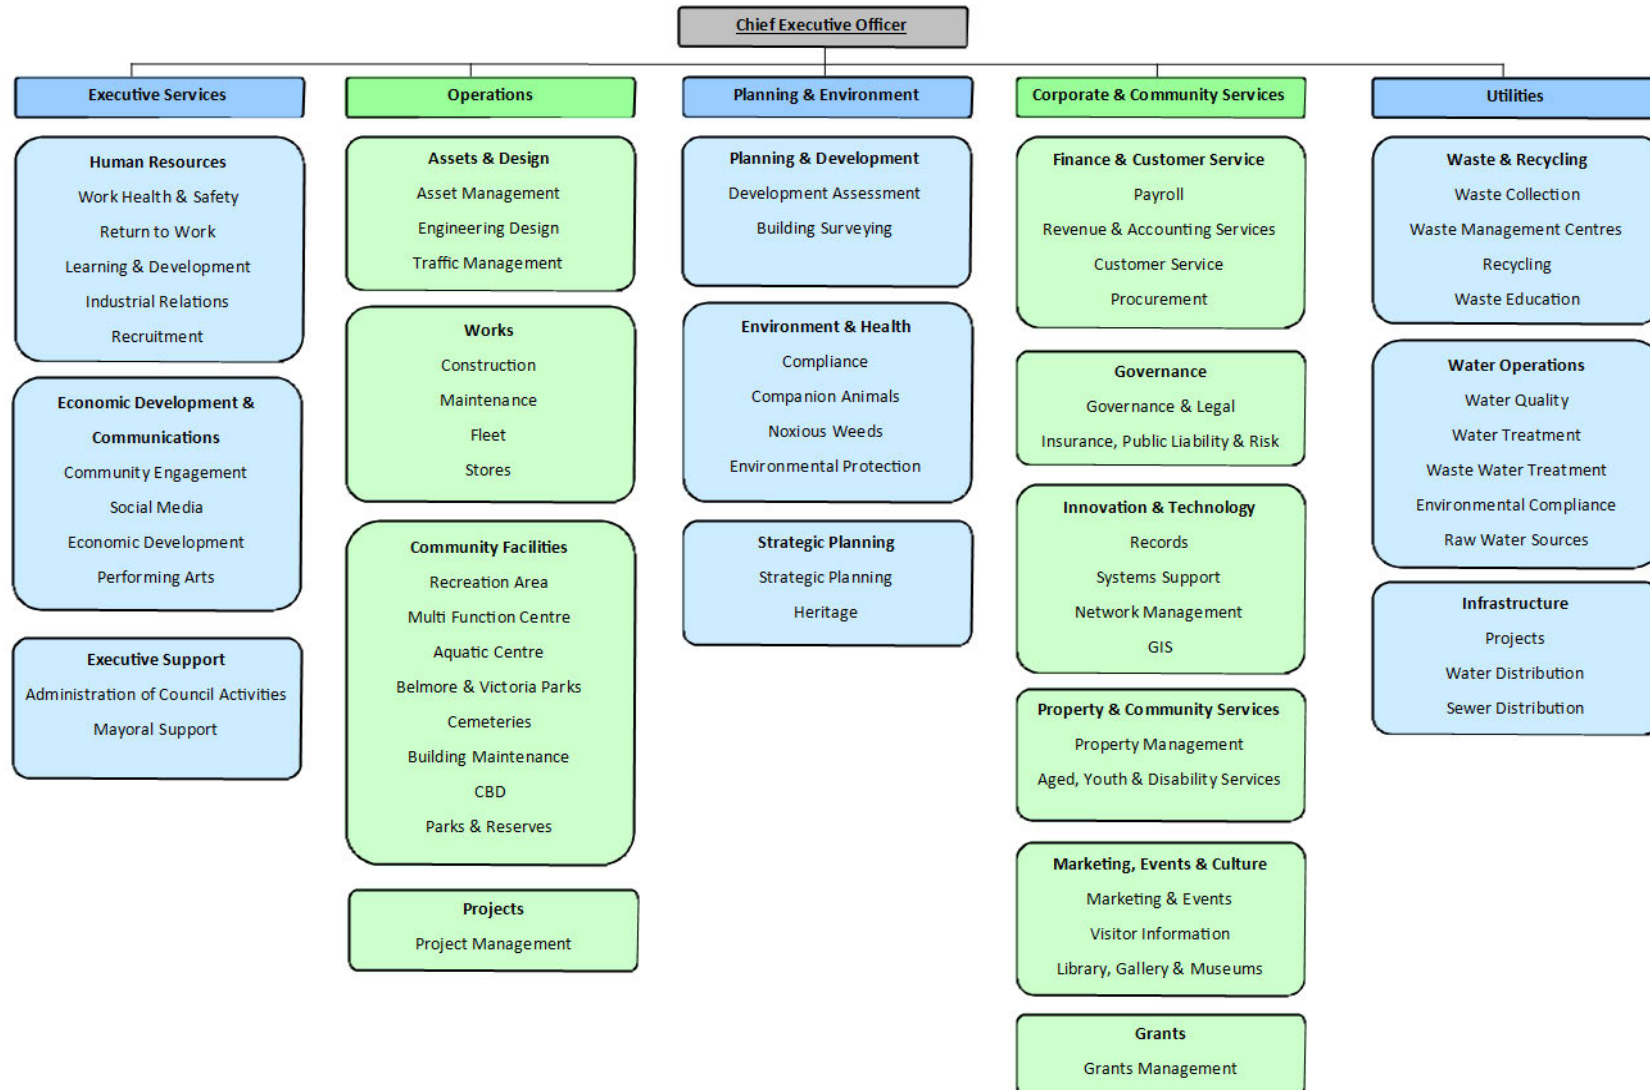 Chief Executive Officer
Executive Services
Human Resources
Work Health & Safety
Return to Work
Learning & Development
Industrial Relations
Recruitment
Economic Development &
Communications
Community Engagement
Social Media
Economic Development
Performing Arts
Executive Support
Administration of Council Activities
Mayoral Support
Operations
Assets & Design
Asset Management
Engineering Design
Traffic Management
Works
Construction
Maintenance
Fleet
Stores
Community Facilities
Recreation Area
Multi Function Centre
Aquatic Centre
Belmore & Victoria Parks
Cemeteries
Building Maintenance
CBD
Parks & Reserves
Projects
Project Management
Planning & Environment
Planning & Development
Development Assessment
Building Surveying
Environment & Health
Compliance
Companion Animals
Noxious Weeds
Environmental Protection
Strategic Planning
Strategic Planning
Heritage
Corporate & Community Services
Finance & Customer Service
Payroll
Revenue & Accounting Services
Customer Service
Procurement
Governance
Governance & Legal
Insurance, Public Liability & Risk
Innovation & Technology
Records
Systems Support
Network Management
GIS
Property & Community Services
Property Management
Aged, Youth & Disability Services
Marketing, Events & Culture
Marketing & Events
Visitor Information
Library, Gallery & Museums
Grants
Grants Management
Utilities
Waste & Recycling
Waste Collection
Waste Management Centres
Recycling
Waste Education
Water Operations
Water Quality
Water Treatment
Waste Water Treatment
Environmental Compliance
Raw Water Sources
Infrastructure
Projects
Water Distribution
Sewer Distribution